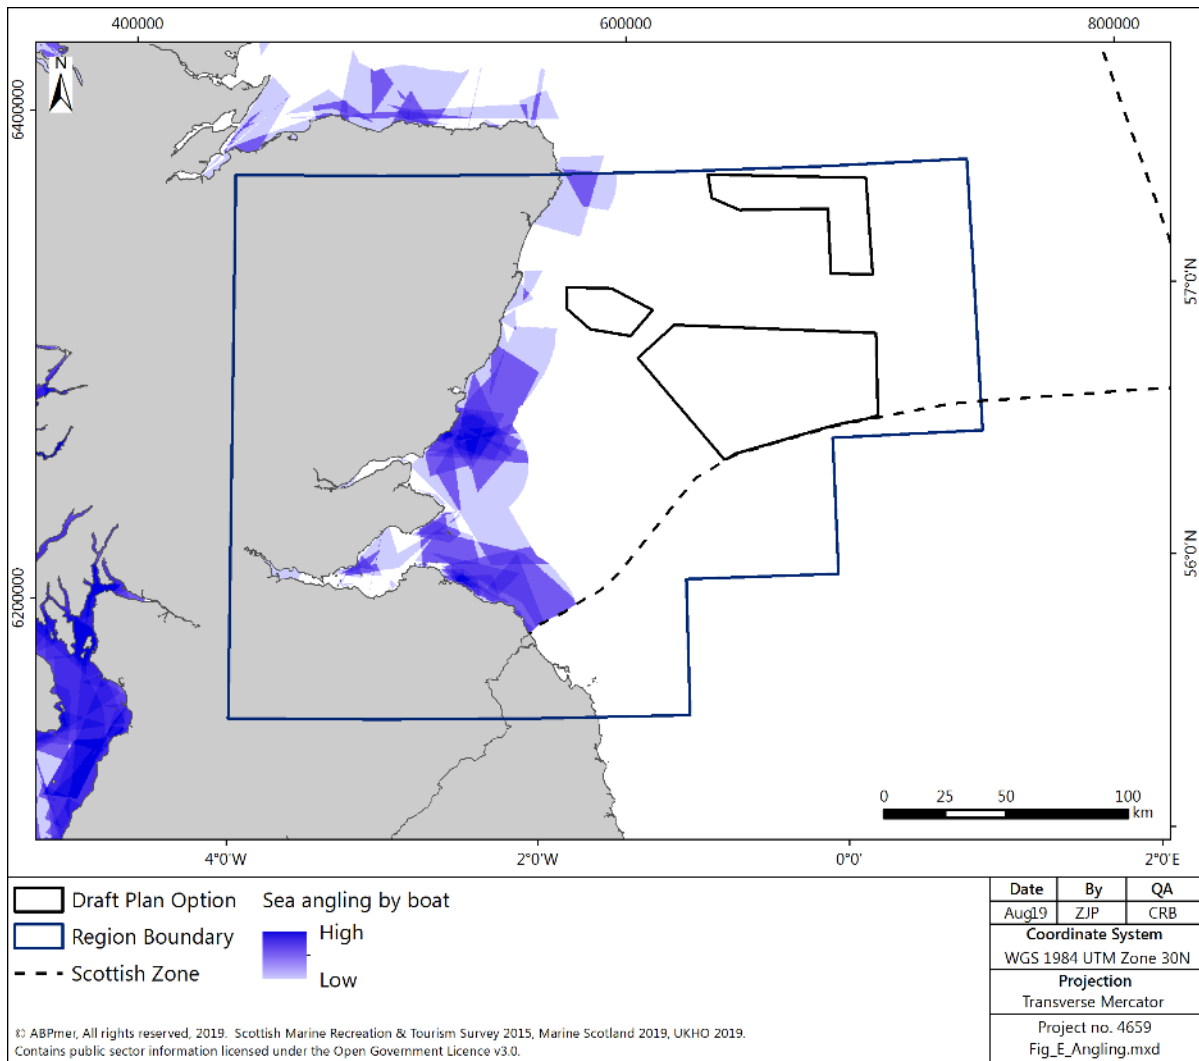 400000 600000 800000
N
6400000
6200000
57°0'N
56°0'N
0 25 50 100
km
4°0'W 2°0'W 0°0' 2°0'E
Draft Plan Option
Region Boundary
Scottish Zone
Sea angling by boat
High
Low
Date By QA
Aug19 ZJP CRB
Coordinate System
WGS 1984 UTM Zone 30N
Projection
Transverse Mercator
Project no. 4659
Fig_E_Angling.mxd
© ABPmer, All rights reserved, 2019. Scottish Marine Recreation & Tourism Survey 2015, Marine Scotland 2019, UKHO 2019.
Contains public sector information licensed under the Open Government Licence v3.0.